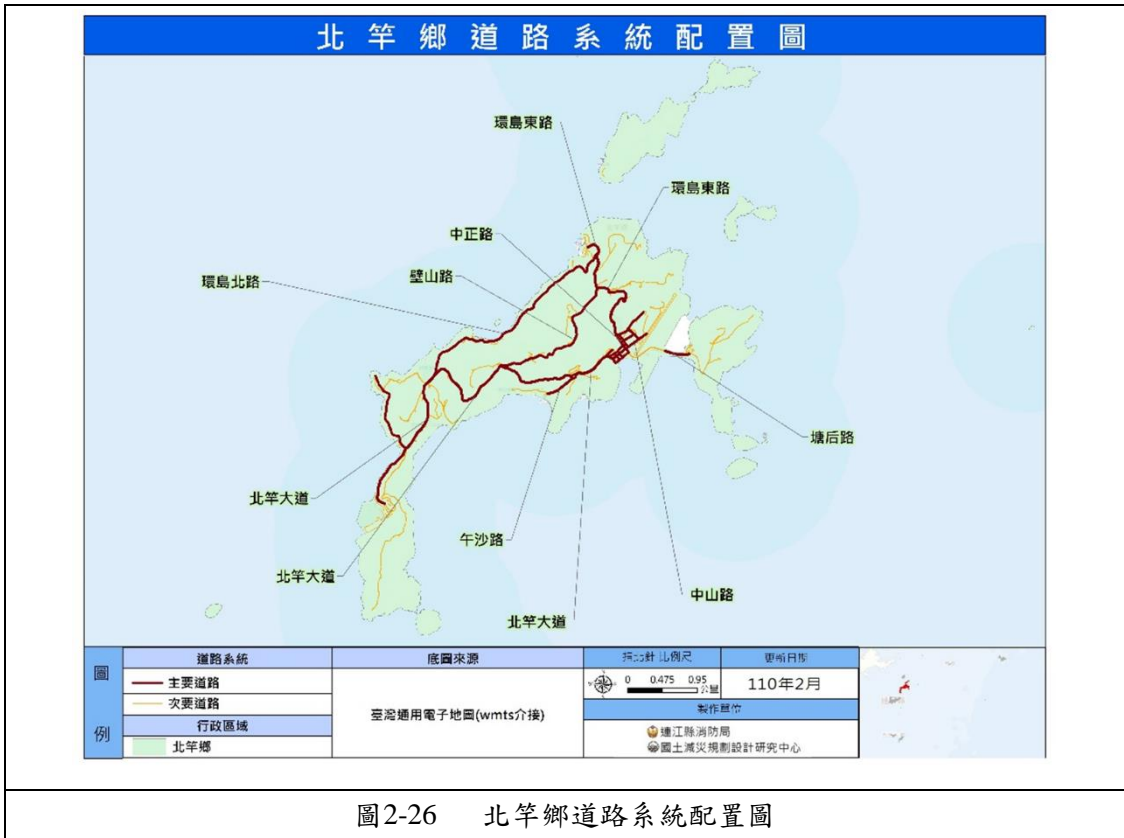 北竿鄉道路系統配置圖
環島東路
環島東路
中正路
壁山路
環島北路
塘后路
北竿大道
午沙路
北竿大道
中山路
北竿大道
圖例
道路系統
主要道路
次要道路
行政區域
北竿鄉
底圖來源
臺灣通用電子地圖(wmts介接)
指北針 比例尺
0 0.475 0.95
公里
更新日期
110年2月
製作單位
連江縣消防局
國土減災規劃設計研究中心
圖2-26 北竿鄉道路系統配置圖